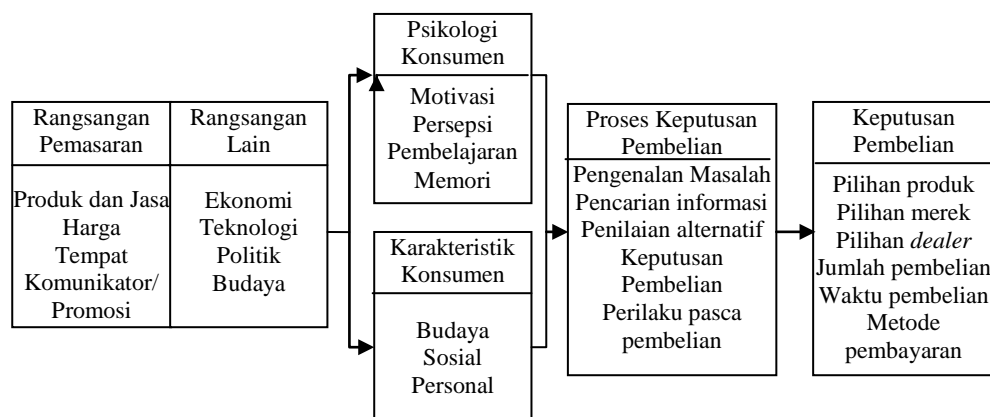 Rangsangan
Pemasaran
Produk dan Jasa
Harga
Tempat
Komunikator/
Promosi
Rangsangan
Lain
Ekonomi
Teknologi
Politik
Budaya
Psikologi
Konsumen
Motivasi
Persepsi
Pembelajaran
Memori
Karakteristik
Konsumen
Budaya
Sosial
Personal
Proses Keputusan
Pembelian
Pengenalan Masalah
Pencarian informasi
Penilaian alternatif
Keputusan
Pembelian
Perilaku pasca
pembelian
Keputusan
Pembelian
Pilihan produk
Pilihan merek
Pilihan dealer
Jumlah pembelian
Waktu pembelian
Metode
pembayaran